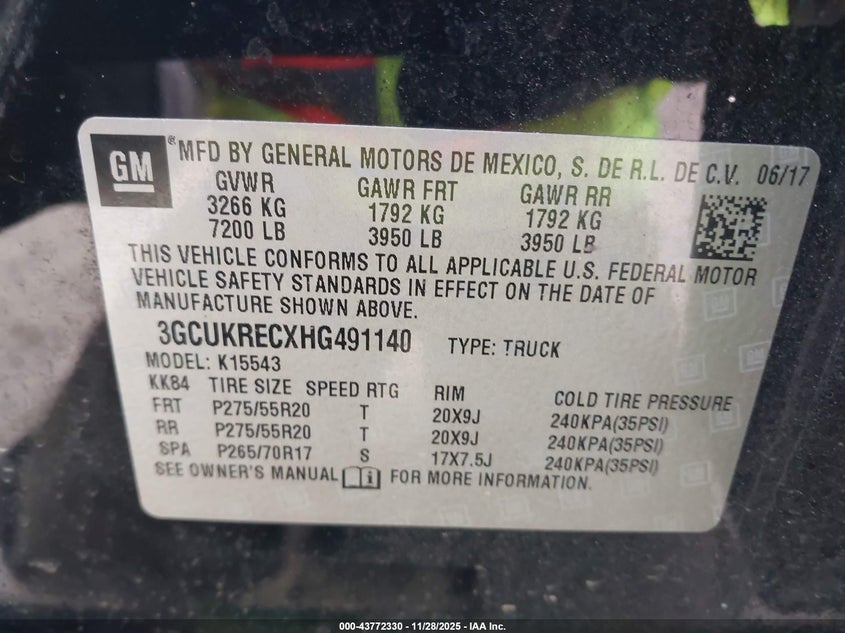 GM ® MFD BY GENERAL MOTORS DE MEXICO, S. DE R.L. DE C.V. 06/17
GVWR GAWR FRT GAWR RR
3266 KG 1792 KG 1792 KG
7200 LB 3950 LB 3950 LB
THIS VEHICLE CONFORMS TO ALL APPLICABLE U.S. FEDERAL MOTOR
VEHICLE SAFETY STANDARDS IN EFFECT ON THE DATE OF
MANUFACTURE SHOWN ABOVE.
3GCUKRECXHG491140 TYPE: TRUCK
MODEL: K15543
KK84 TIRE SIZE SPEED RTG RIM COLD TIRE PRESSURE
FRT P275/55R20 T 20X9J 240KPA(35PSI)
RR P275/55R20 T 20X9J 240KPA(35PSI)
SPA P265/70R17 S 17X7.5J 240KPA(35PSI)
SEE OWNER'S MANUAL i FOR MORE INFORMATION.
000-43772330 - 11/28/2025 - IAA Inc.